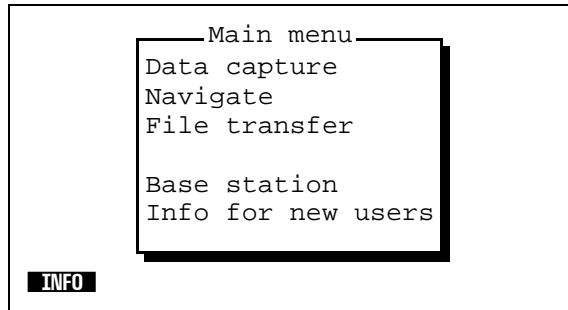 Main menu
Data capture
Navigate
File transfer
Base station
Info for new users
INFO